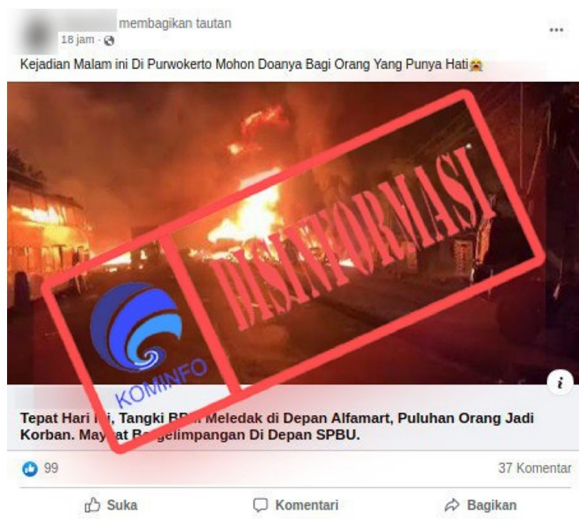 membagikan tautan
18 jam ·
Kejadian Malam ini Di Purwokerto Mohon Doanya Bagi Orang Yang Punya Hati😭
DISINFORMASI
KOMINFO
Tepat Hari Ini, Tangki BBM Meledak di Depan Alfamart, Puluhan Orang Jadi
Korban. Mayat Bergelimpangan Di Depan SPBU.
99
37 Komentar
Suka
Komentari
Bagikan